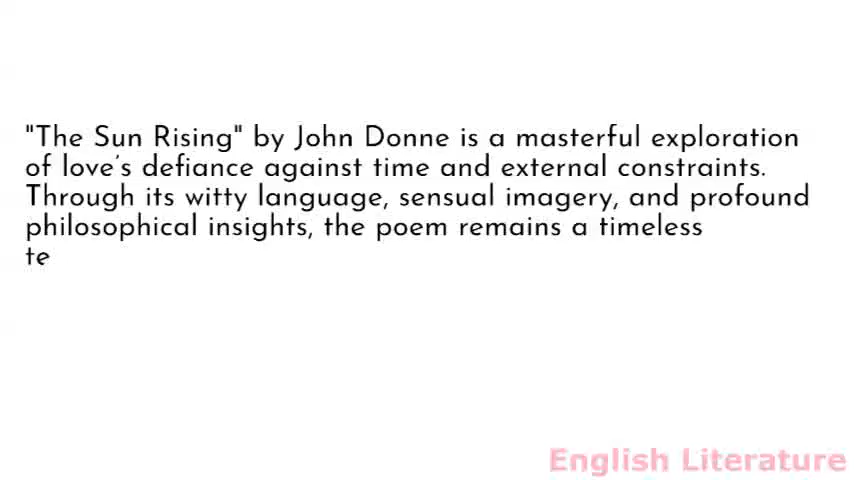 "The Sun Rising" by John Donne is a masterful exploration
of love’s defiance against time and external constraints.
Through its witty language, sensual imagery, and profound
philosophical insights, the poem remains a timeless
te
English Literature